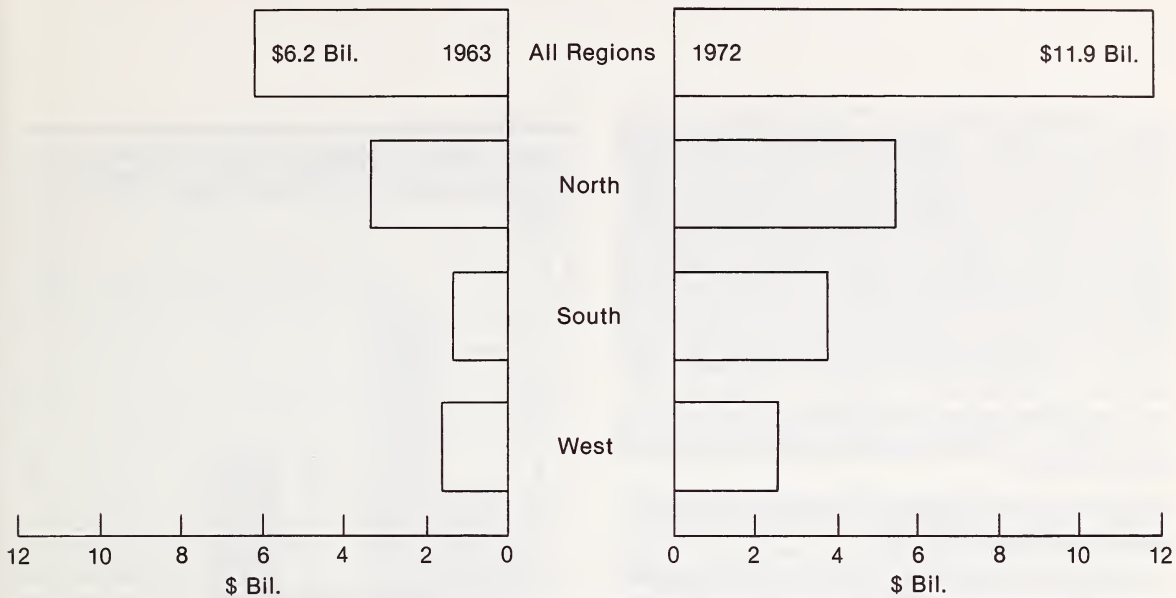 $6.2 Bil. 1963 All Regions 1972 $11.9 Bil.
North
South
West
12 10 8 6 4 2 0 0 2 4 6 8 10 12
$ Bil. $ Bil.